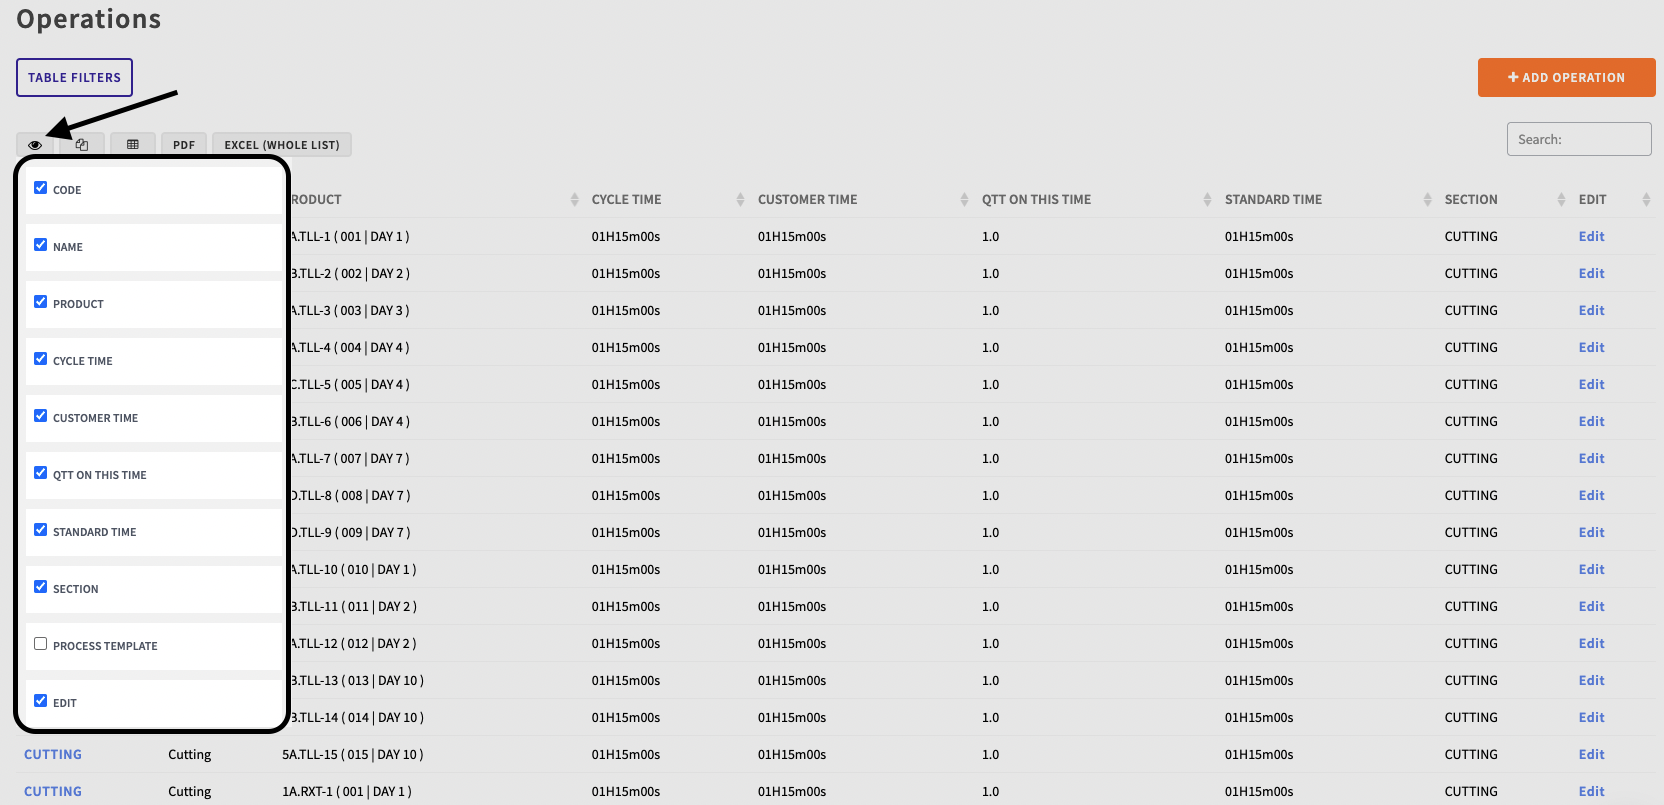 Operations
TABLE FILTERS
+ ADD OPERATION
PDF
EXCEL (WHOLE LIST)
Search:
CODE
NAME
PRODUCT
CYCLE TIME
CUSTOMER TIME
QTT ON THIS TIME
STANDARD TIME
SECTION
PROCESS TEMPLATE
EDIT
RODUCT CYCLE TIME CUSTOMER TIME QTT ON THIS TIME STANDARD TIME SECTION EDIT
A.TLL-1 ( 001 | DAY 1 ) 01H15m00s 01H15m00s 1.0 01H15m00s CUTTING Edit
B.TLL-2 ( 002 | DAY 2 ) 01H15m00s 01H15m00s 1.0 01H15m00s CUTTING Edit
A.TLL-3 ( 003 | DAY 3 ) 01H15m00s 01H15m00s 1.0 01H15m00s CUTTING Edit
A.TLL-4 ( 004 | DAY 4 ) 01H15m00s 01H15m00s 1.0 01H15m00s CUTTING Edit
C.TLL-5 ( 005 | DAY 4 ) 01H15m00s 01H15m00s 1.0 01H15m00s CUTTING Edit
B.TLL-6 ( 006 | DAY 4 ) 01H15m00s 01H15m00s 1.0 01H15m00s CUTTING Edit
A.TLL-7 ( 007 | DAY 7 ) 01H15m00s 01H15m00s 1.0 01H15m00s CUTTING Edit
D.TLL-8 ( 008 | DAY 7 ) 01H15m00s 01H15m00s 1.0 01H15m00s CUTTING Edit
D.TLL-9 ( 009 | DAY 7 ) 01H15m00s 01H15m00s 1.0 01H15m00s CUTTING Edit
A.TLL-10 ( 010 | DAY 1 ) 01H15m00s 01H15m00s 1.0 01H15m00s CUTTING Edit
B.TLL-11 ( 011 | DAY 2 ) 01H15m00s 01H15m00s 1.0 01H15m00s CUTTING Edit
A.TLL-12 ( 012 | DAY 2 ) 01H15m00s 01H15m00s 1.0 01H15m00s CUTTING Edit
B.TLL-13 ( 013 | DAY 10 ) 01H15m00s 01H15m00s 1.0 01H15m00s CUTTING Edit
B.TLL-14 ( 014 | DAY 10 ) 01H15m00s 01H15m00s 1.0 01H15m00s CUTTING Edit
CUTTING Cutting 5A.TLL-15 ( 015 | DAY 10 ) 01H15m00s 01H15m00s 1.0 01H15m00s CUTTING Edit
CUTTING Cutting 1A.RXT-1 ( 001 | DAY 1 ) 01H15m00s 01H15m00s 1.0 01H15m00s CUTTING Edit